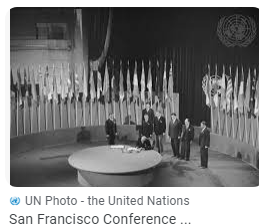 UN Photo - the United Nations
San Francisco Conference ...